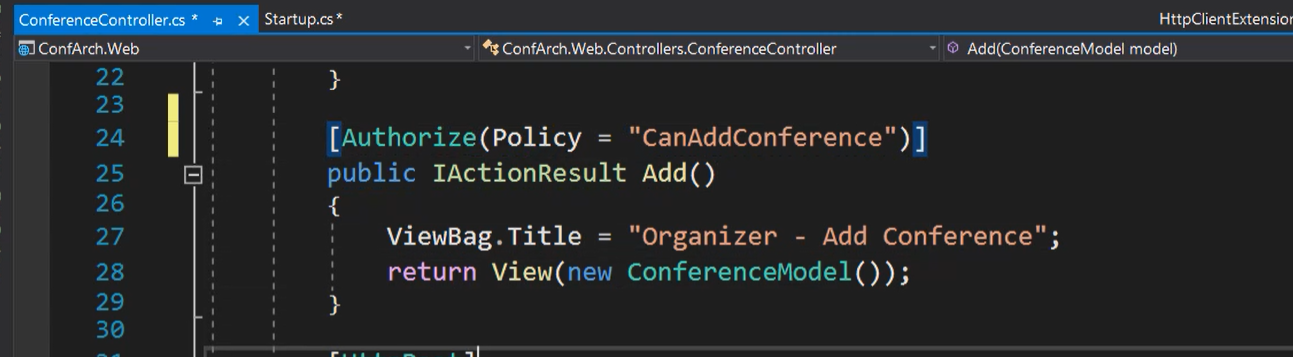 ConferenceController.cs * Startup.cs * HttpClientExtension
ConfArch.Web ConfArch.Web.Controllers.ConferenceController Add(ConferenceModel model)
22 }
23
24 [Authorize(Policy = "CanAddConference")]
25 public IActionResult Add()
26 {
27 ViewBag.Title = "Organizer - Add Conference";
28 return View(new ConferenceModel());
29 }
30